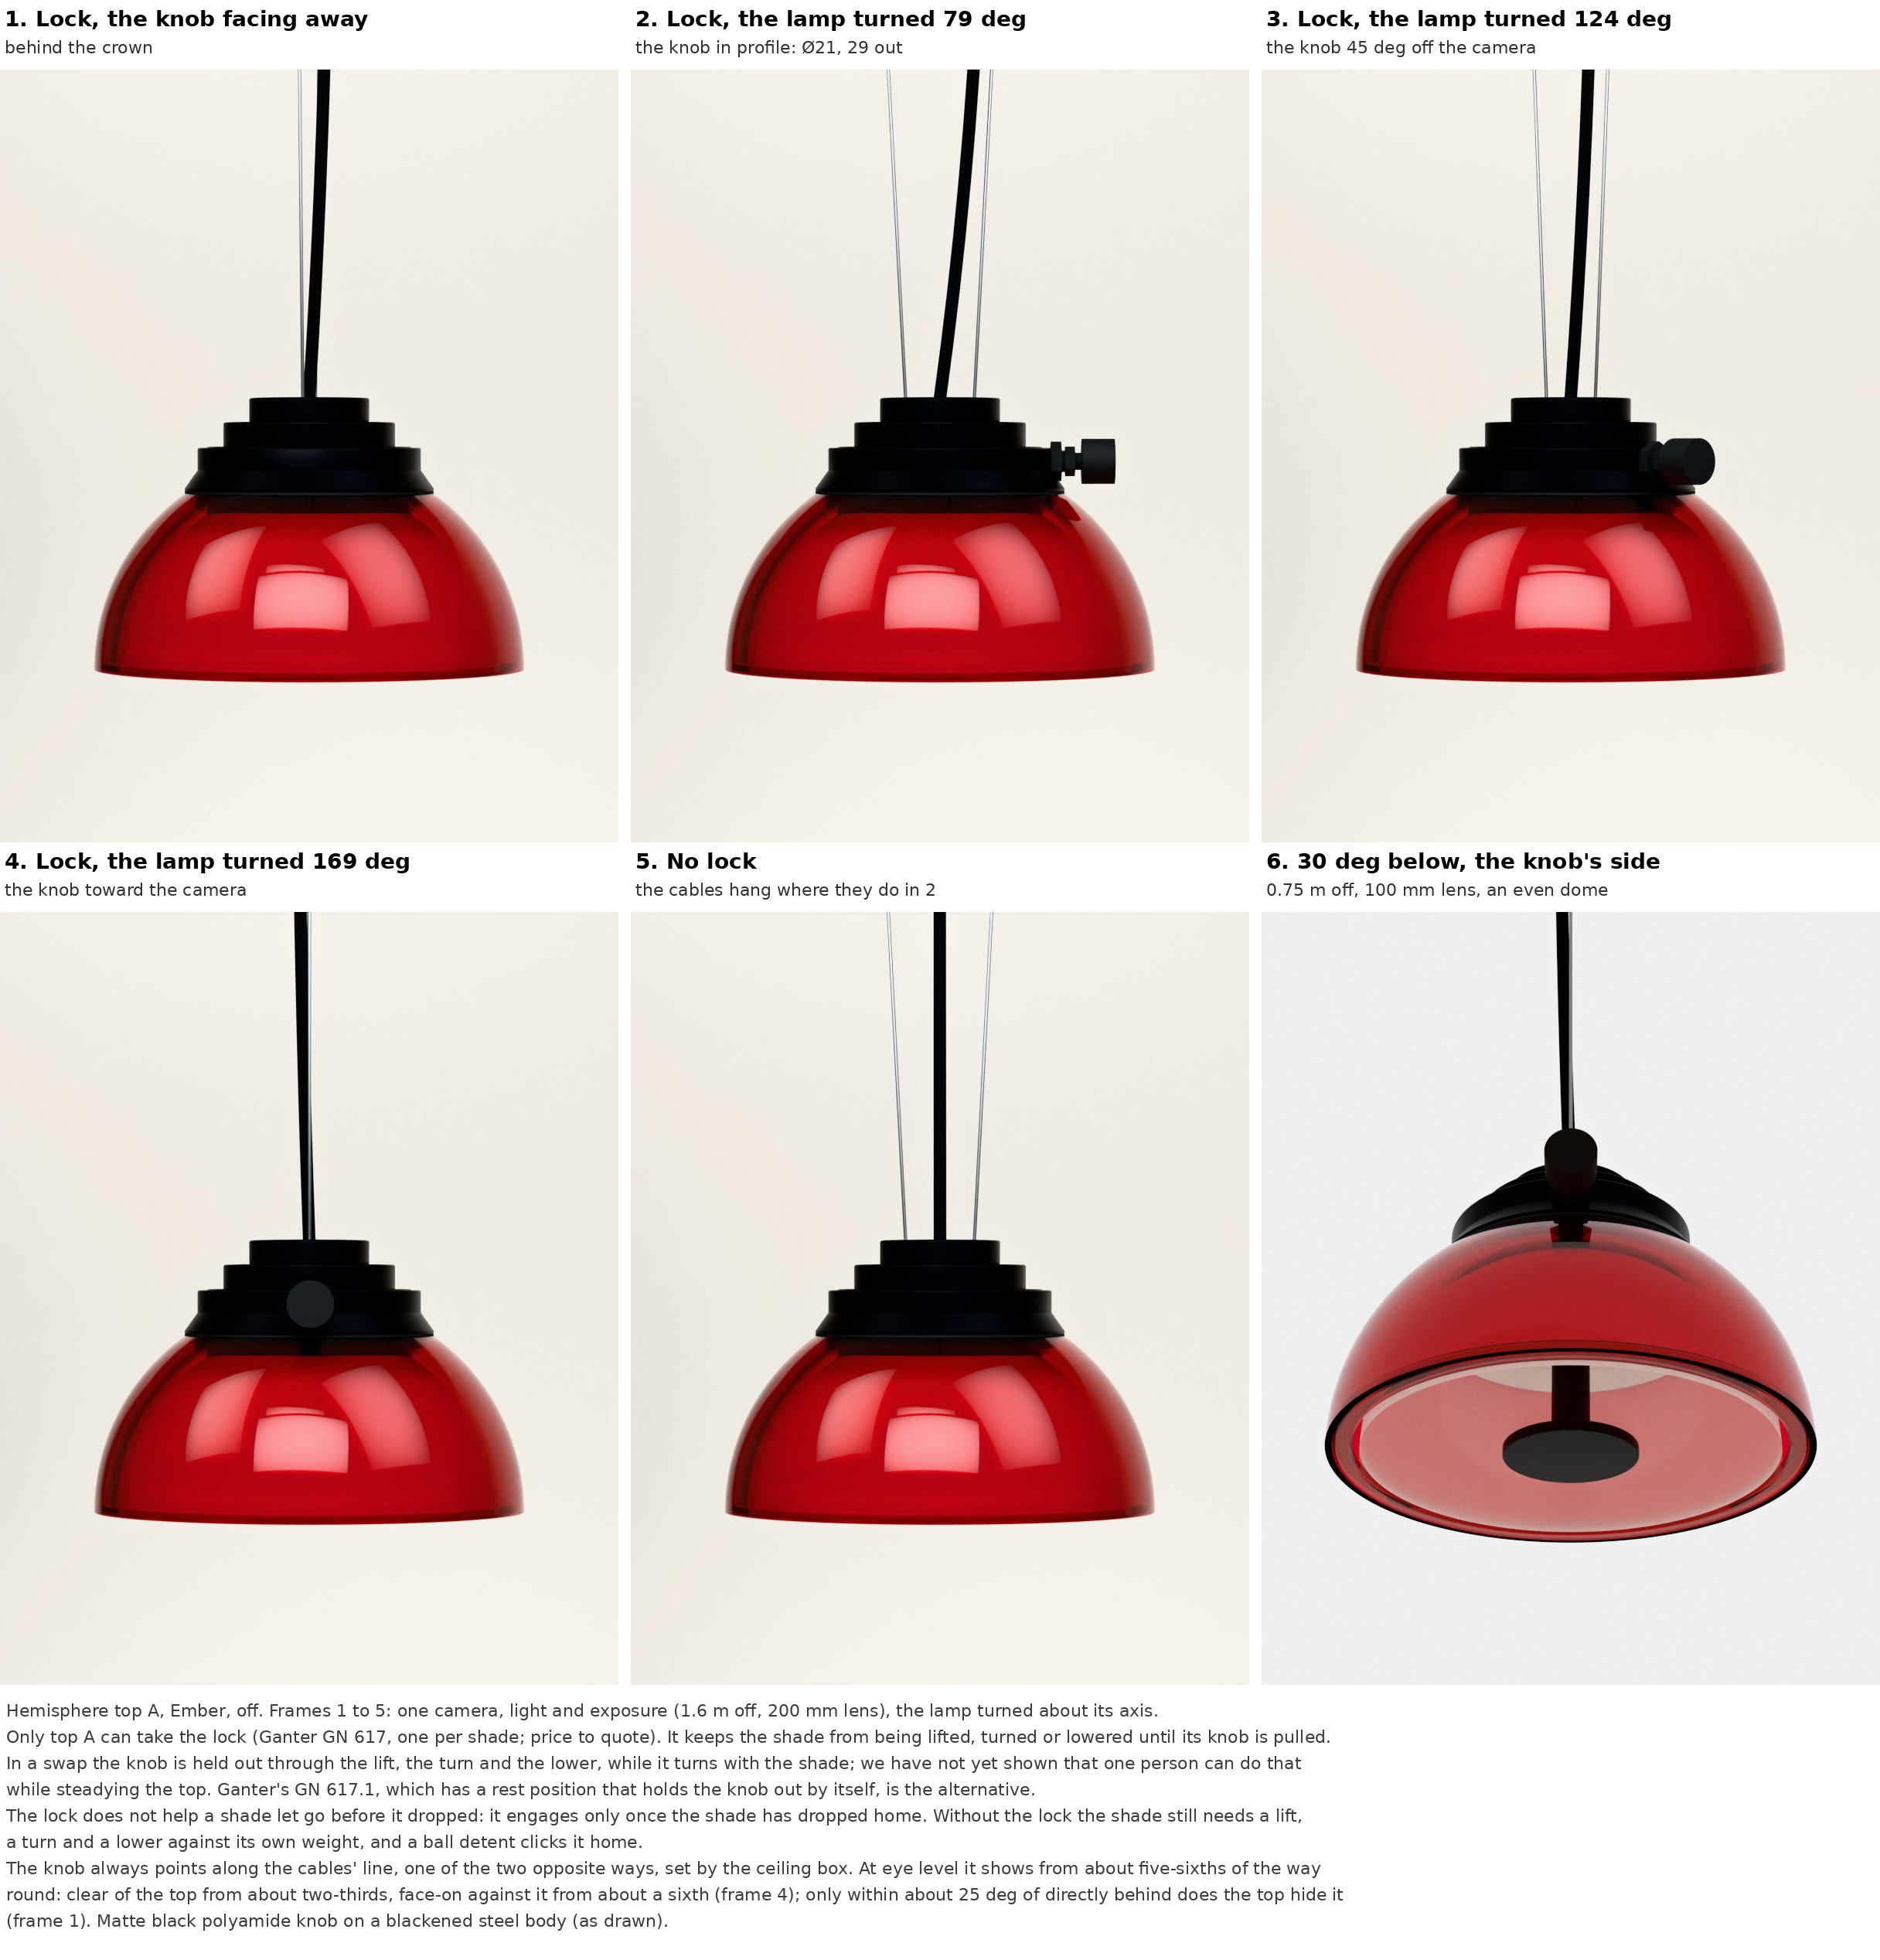 1. Lock, the knob facing away
behind the crown
2. Lock, the lamp turned 79 deg
the knob in profile: Ø21, 29 out
3. Lock, the lamp turned 124 deg
the knob 45 deg off the camera
4. Lock, the lamp turned 169 deg
the knob toward the camera
5. No lock
the cables hang where they do in 2
6. 30 deg below, the knob's side
0.75 m off, 100 mm lens, an even dome
Hemisphere top A, Ember, off. Frames 1 to 5: one camera, light and exposure (1.6 m off, 200 mm lens), the lamp turned about its axis.
Only top A can take the lock (Ganter GN 617, one per shade; price to quote). It keeps the shade from being lifted, turned or lowered until its knob is pulled.
In a swap the knob is held out through the lift, the turn and the lower, while it turns with the shade; we have not yet shown that one person can do that
while steadying the top. Ganter's GN 617.1, which has a rest position that holds the knob out by itself, is the alternative.
The lock does not help a shade let go before it dropped: it engages only once the shade has dropped home. Without the lock the shade still needs a lift,
a turn and a lower against its own weight, and a ball detent clicks it home.
The knob always points along the cables' line, one of the two opposite ways, set by the ceiling box. At eye level it shows from about five-sixths of the way
round: clear of the top from about two-thirds, face-on against it from about a sixth (frame 4); only within about 25 deg of directly behind does the top hide it
(frame 1). Matte black polyamide knob on a blackened steel body (as drawn).